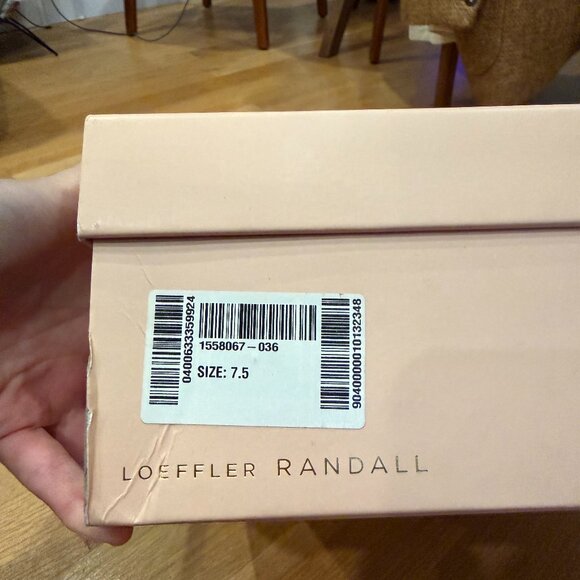 0400633359924
1558067-036
SIZE: 7.5
9040000010132348
LOEFFLER RANDALL